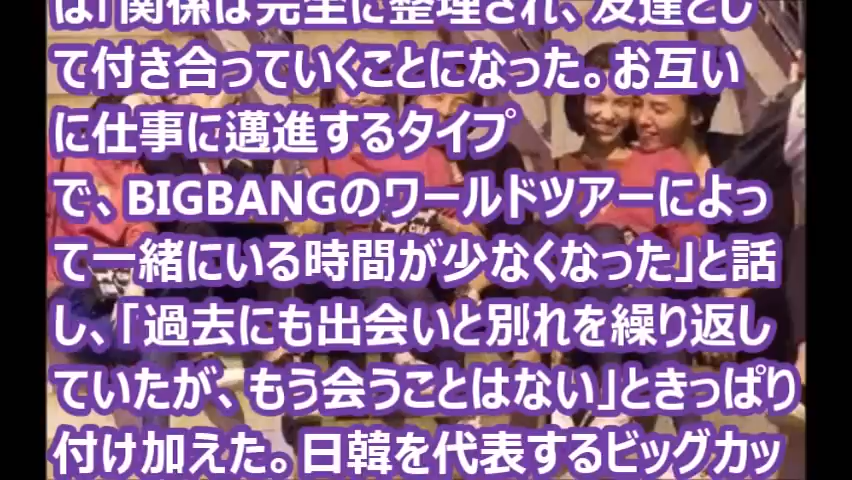 は「関係は完全に整理され、友達とし
て付き合っていくことになった。お互い
に仕事に邁進するタイプ
で、BIGBANGのワールドツアーによっ
て一緒にいる時間が少なくなった」と話
し、「過去にも出会いと別れを繰り返し
ていたが、もう会うことはない」ときっぱり
付け加えた。日韓を代表するビッグカッ